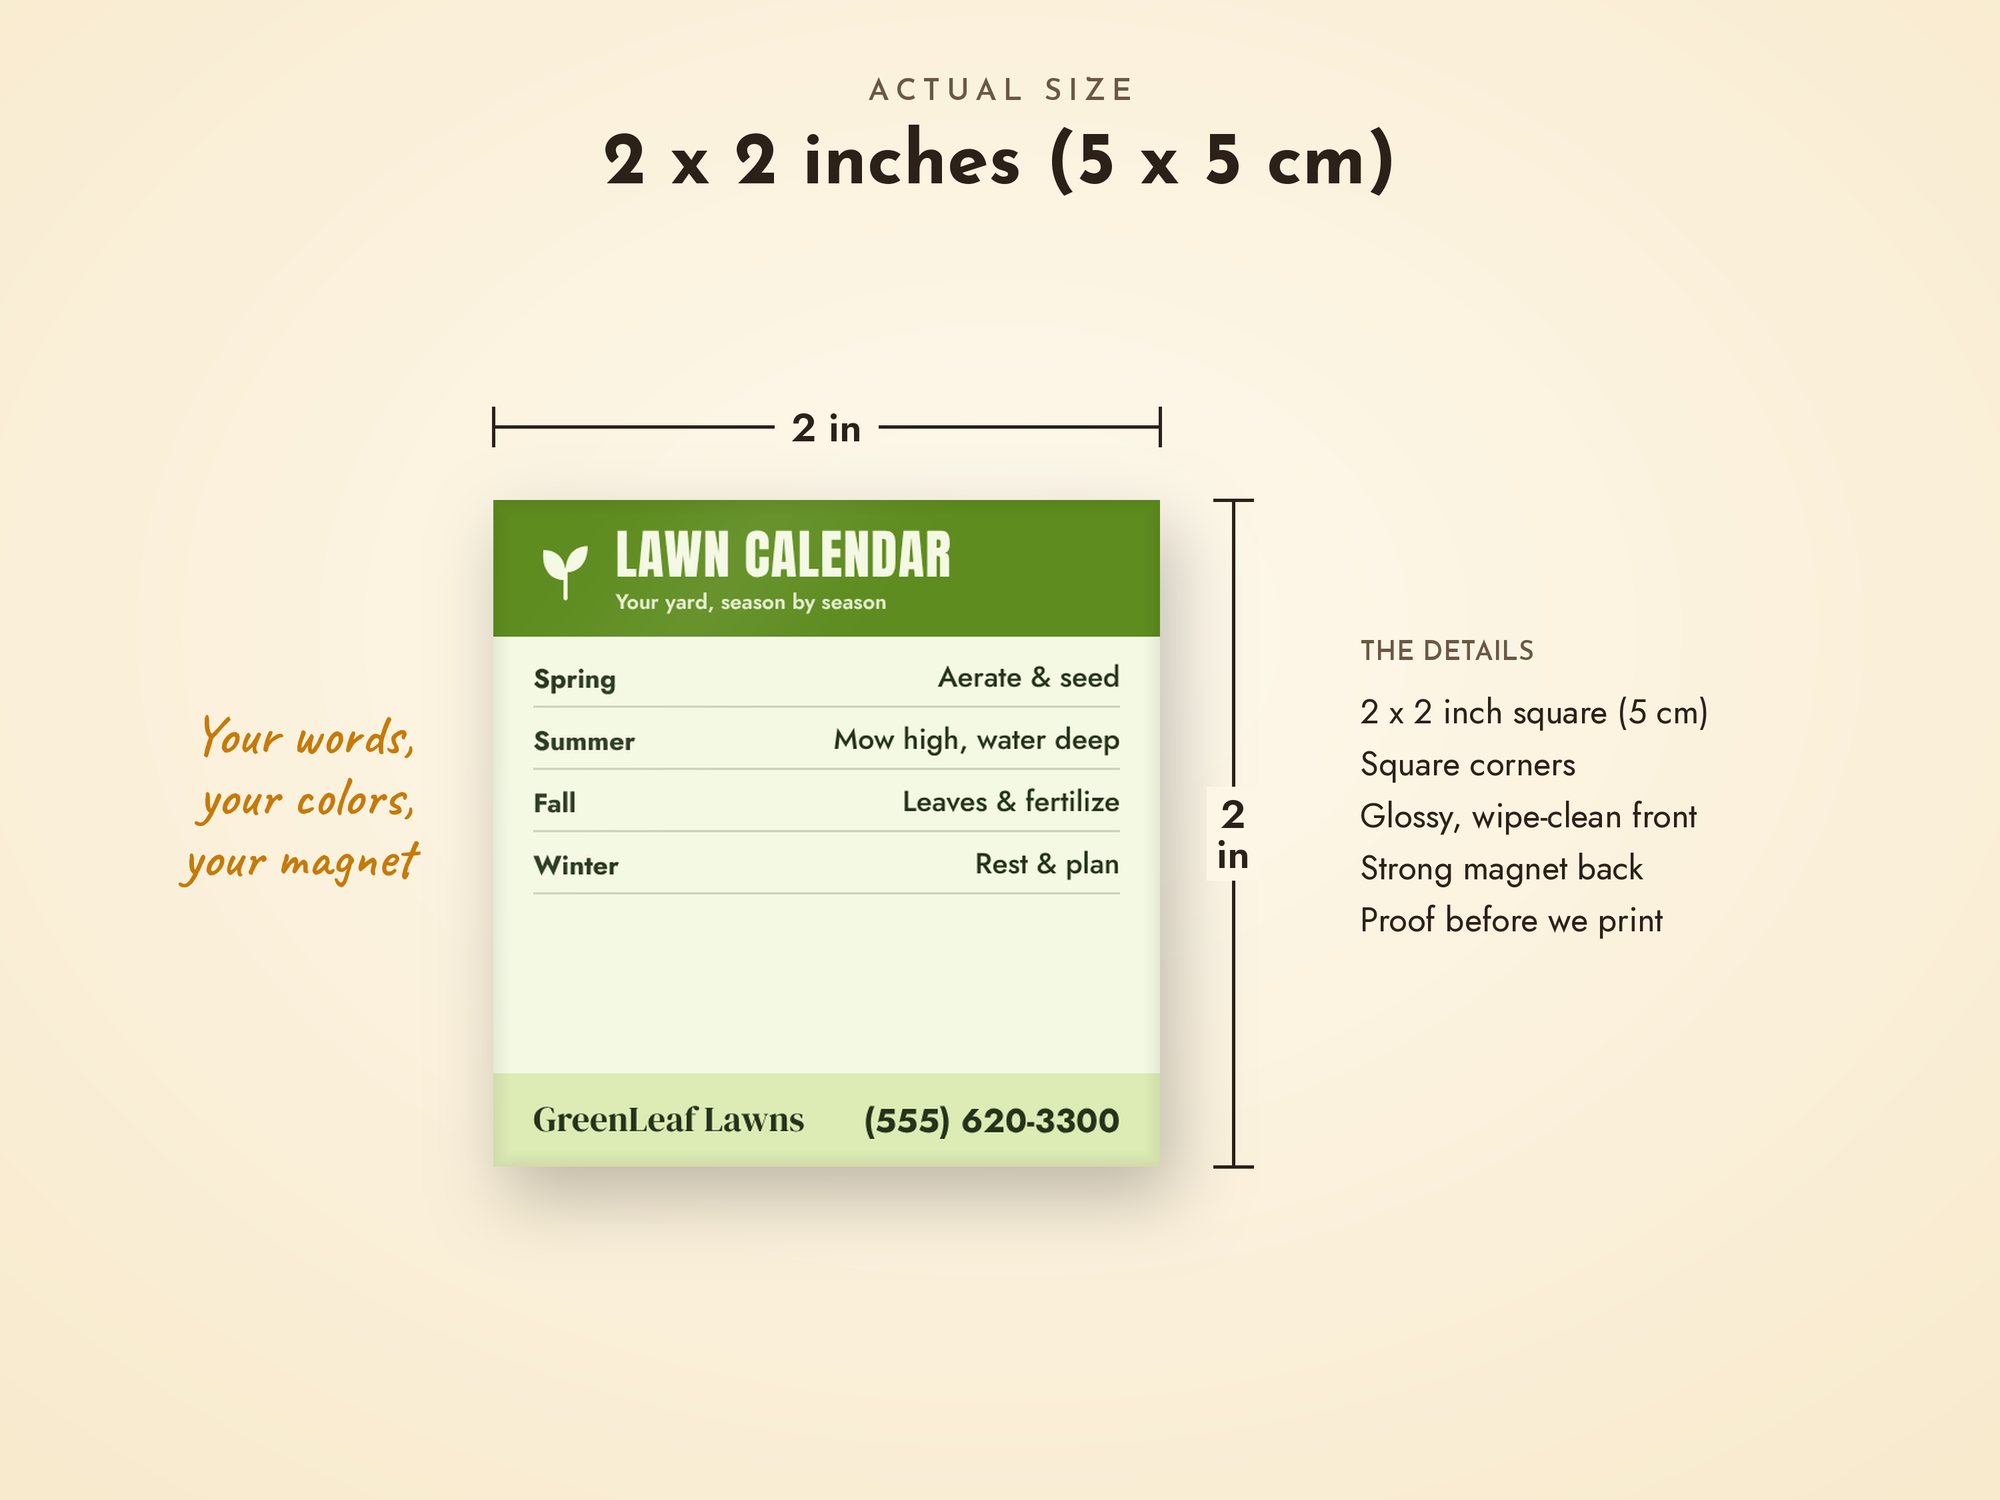 ACTUAL SIZE
2 x 2 inches (5 x 5 cm)
2 in
LAWN CALENDAR
Your yard, season by season
Spring Aerate & seed
Summer Mow high, water deep
Fall Leaves & fertilize
Winter Rest & plan
GreenLeaf Lawns (555) 620-3300
2
in
Your words,
your colors,
your magnet
THE DETAILS
2 x 2 inch square (5 cm)
Square corners
Glossy, wipe-clean front
Strong magnet back
Proof before we print